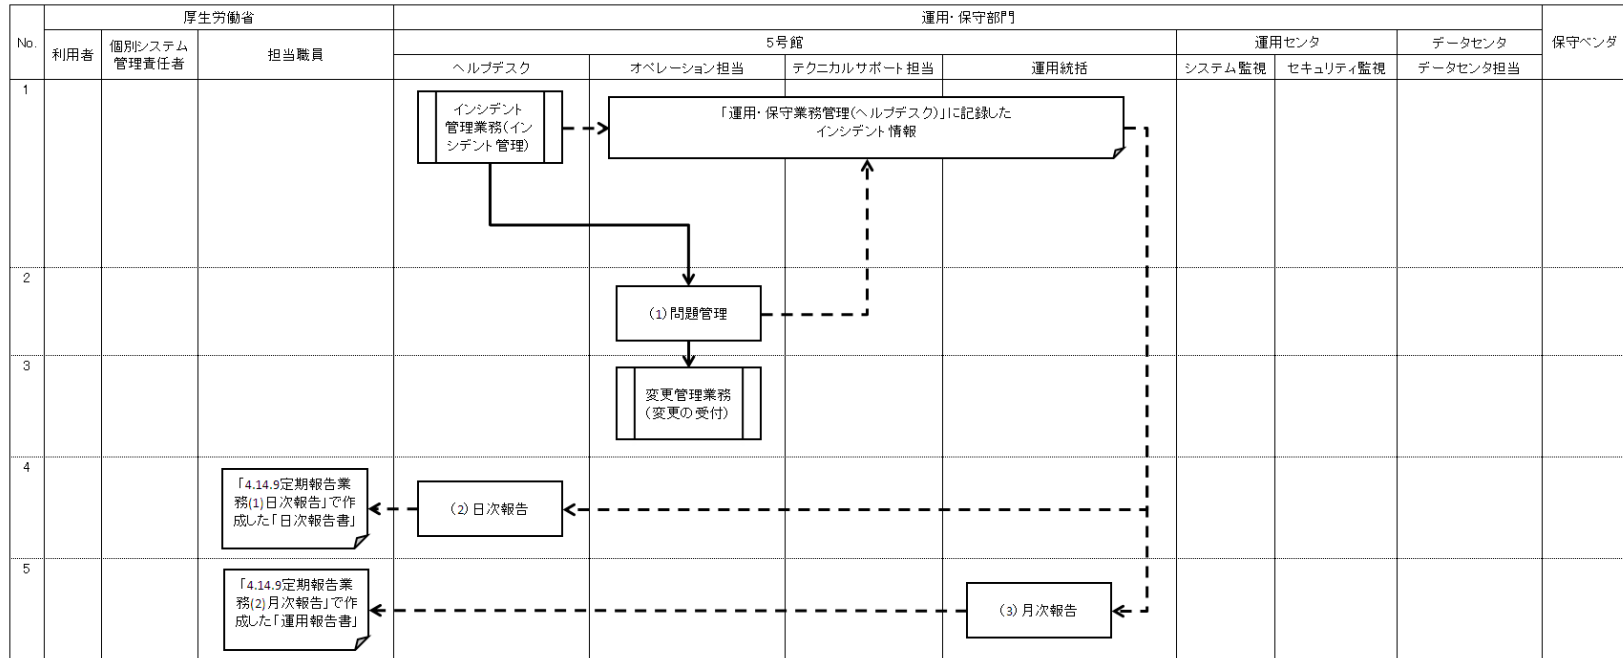 厚生労働省
運用・保守部門
No.
利用者
個別システム
管理責任者
担当職員
5号館
運用センタ
データセンタ
保守ベンダ
ヘルプデスク
オペレーション担当
テクニカルサポート担当
運用統括
システム監視
セキュリティ監視
データセンタ担当
1
インシデント
管理業務(イン
シデント管理)
「運用・保守業務管理(ヘルプデスク)」に記録した
インシデント情報
2
(1)問題管理
3
変更管理業務
(変更の受付)
4
「4.14.9定期報告業
務(1)日次報告」で作
成した「日次報告書」
(2)日次報告
5
「4.14.9定期報告業
務(2)月次報告」で作
成した「運用報告書」
(3)月次報告